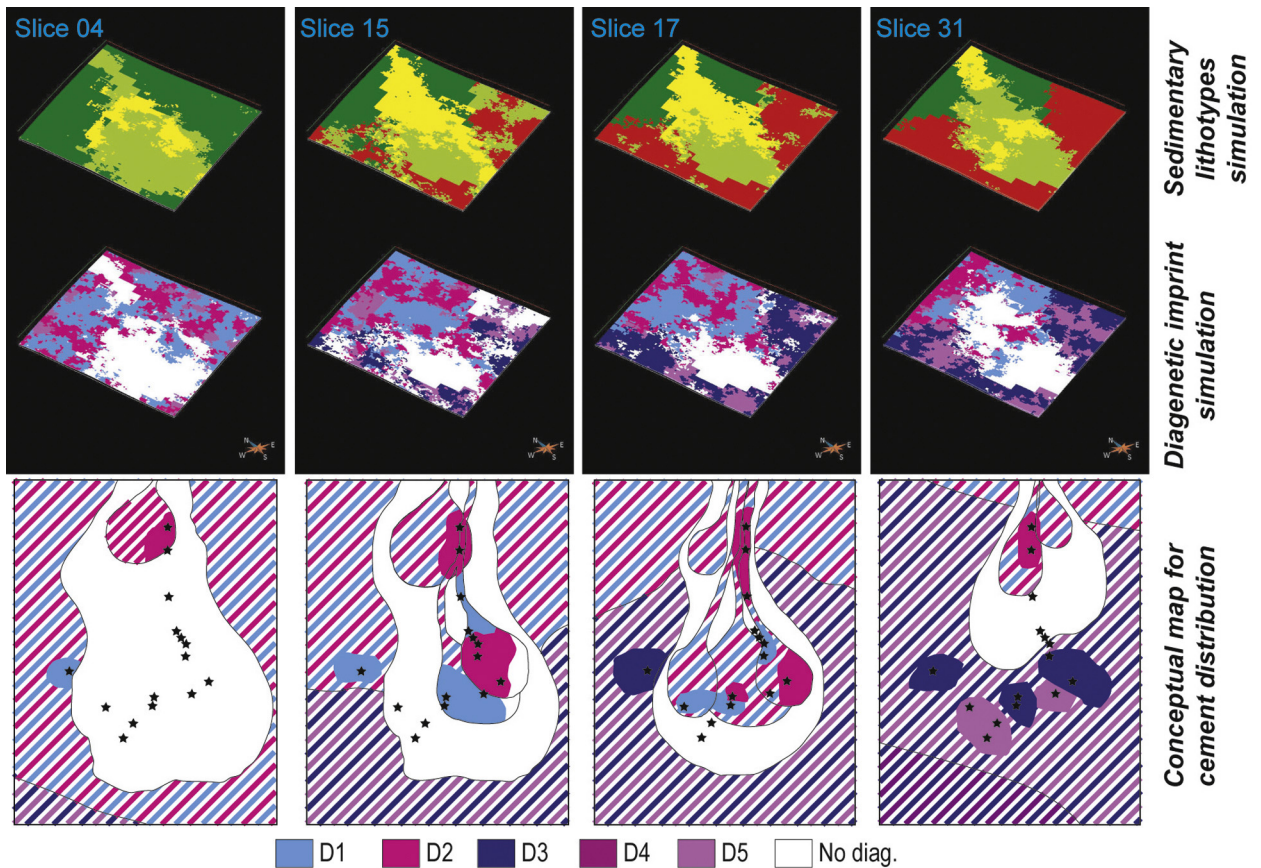 Slice 04
Slice 15
Slice 17
Slice 31
Sedimentary
lithotypes
simulation
Diagenetic imprint
simulation
N
E
W
S
N
E
W
S
N
E
W
S
N
E
W
S
Conceptual map for
cement distribution
D1
D2
D3
D4
D5
No diag.